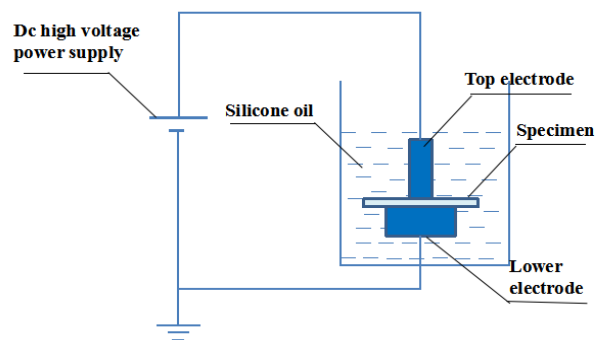 Dc high voltage
power supply
Silicone oil
Top electrode
Specimen
Lower
electrode